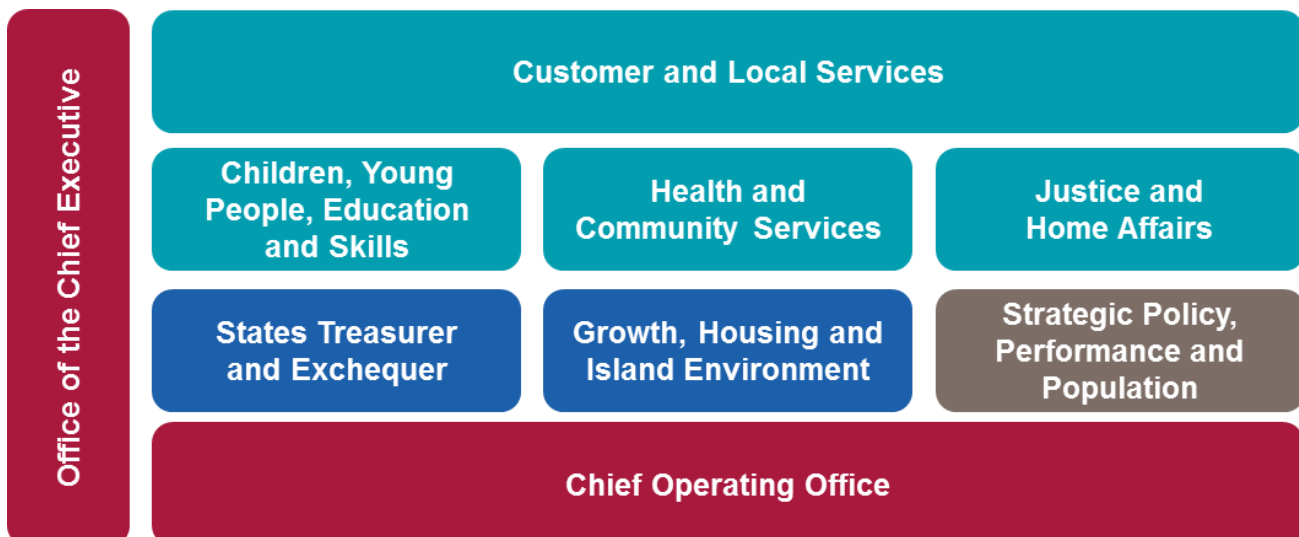 Office of the Chief Executive
Customer and Local Services
Children, Young
People, Education
and Skills
Health and
Community Services
Justice and
Home Affairs
States Treasurer
and Exchequer
Growth, Housing and
Island Environment
Strategic Policy,
Performance and
Population
Chief Operating Office